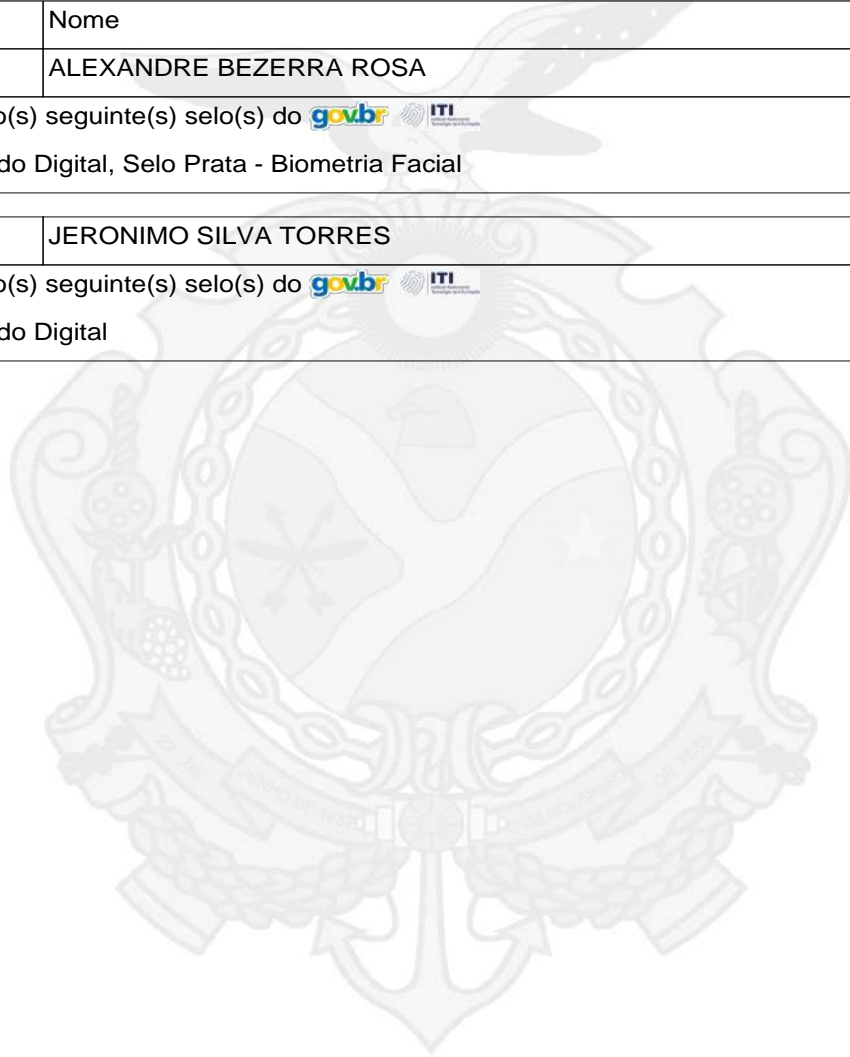 Nome
ALEXANDRE BEZERRA ROSA
o(s) seguinte(s) selo(s) do gov.br ITI
do Digital, Selo Prata - Biometria Facial
JERONIMO SILVA TORRES
o(s) seguinte(s) selo(s) do gov.br ITI
do Digital